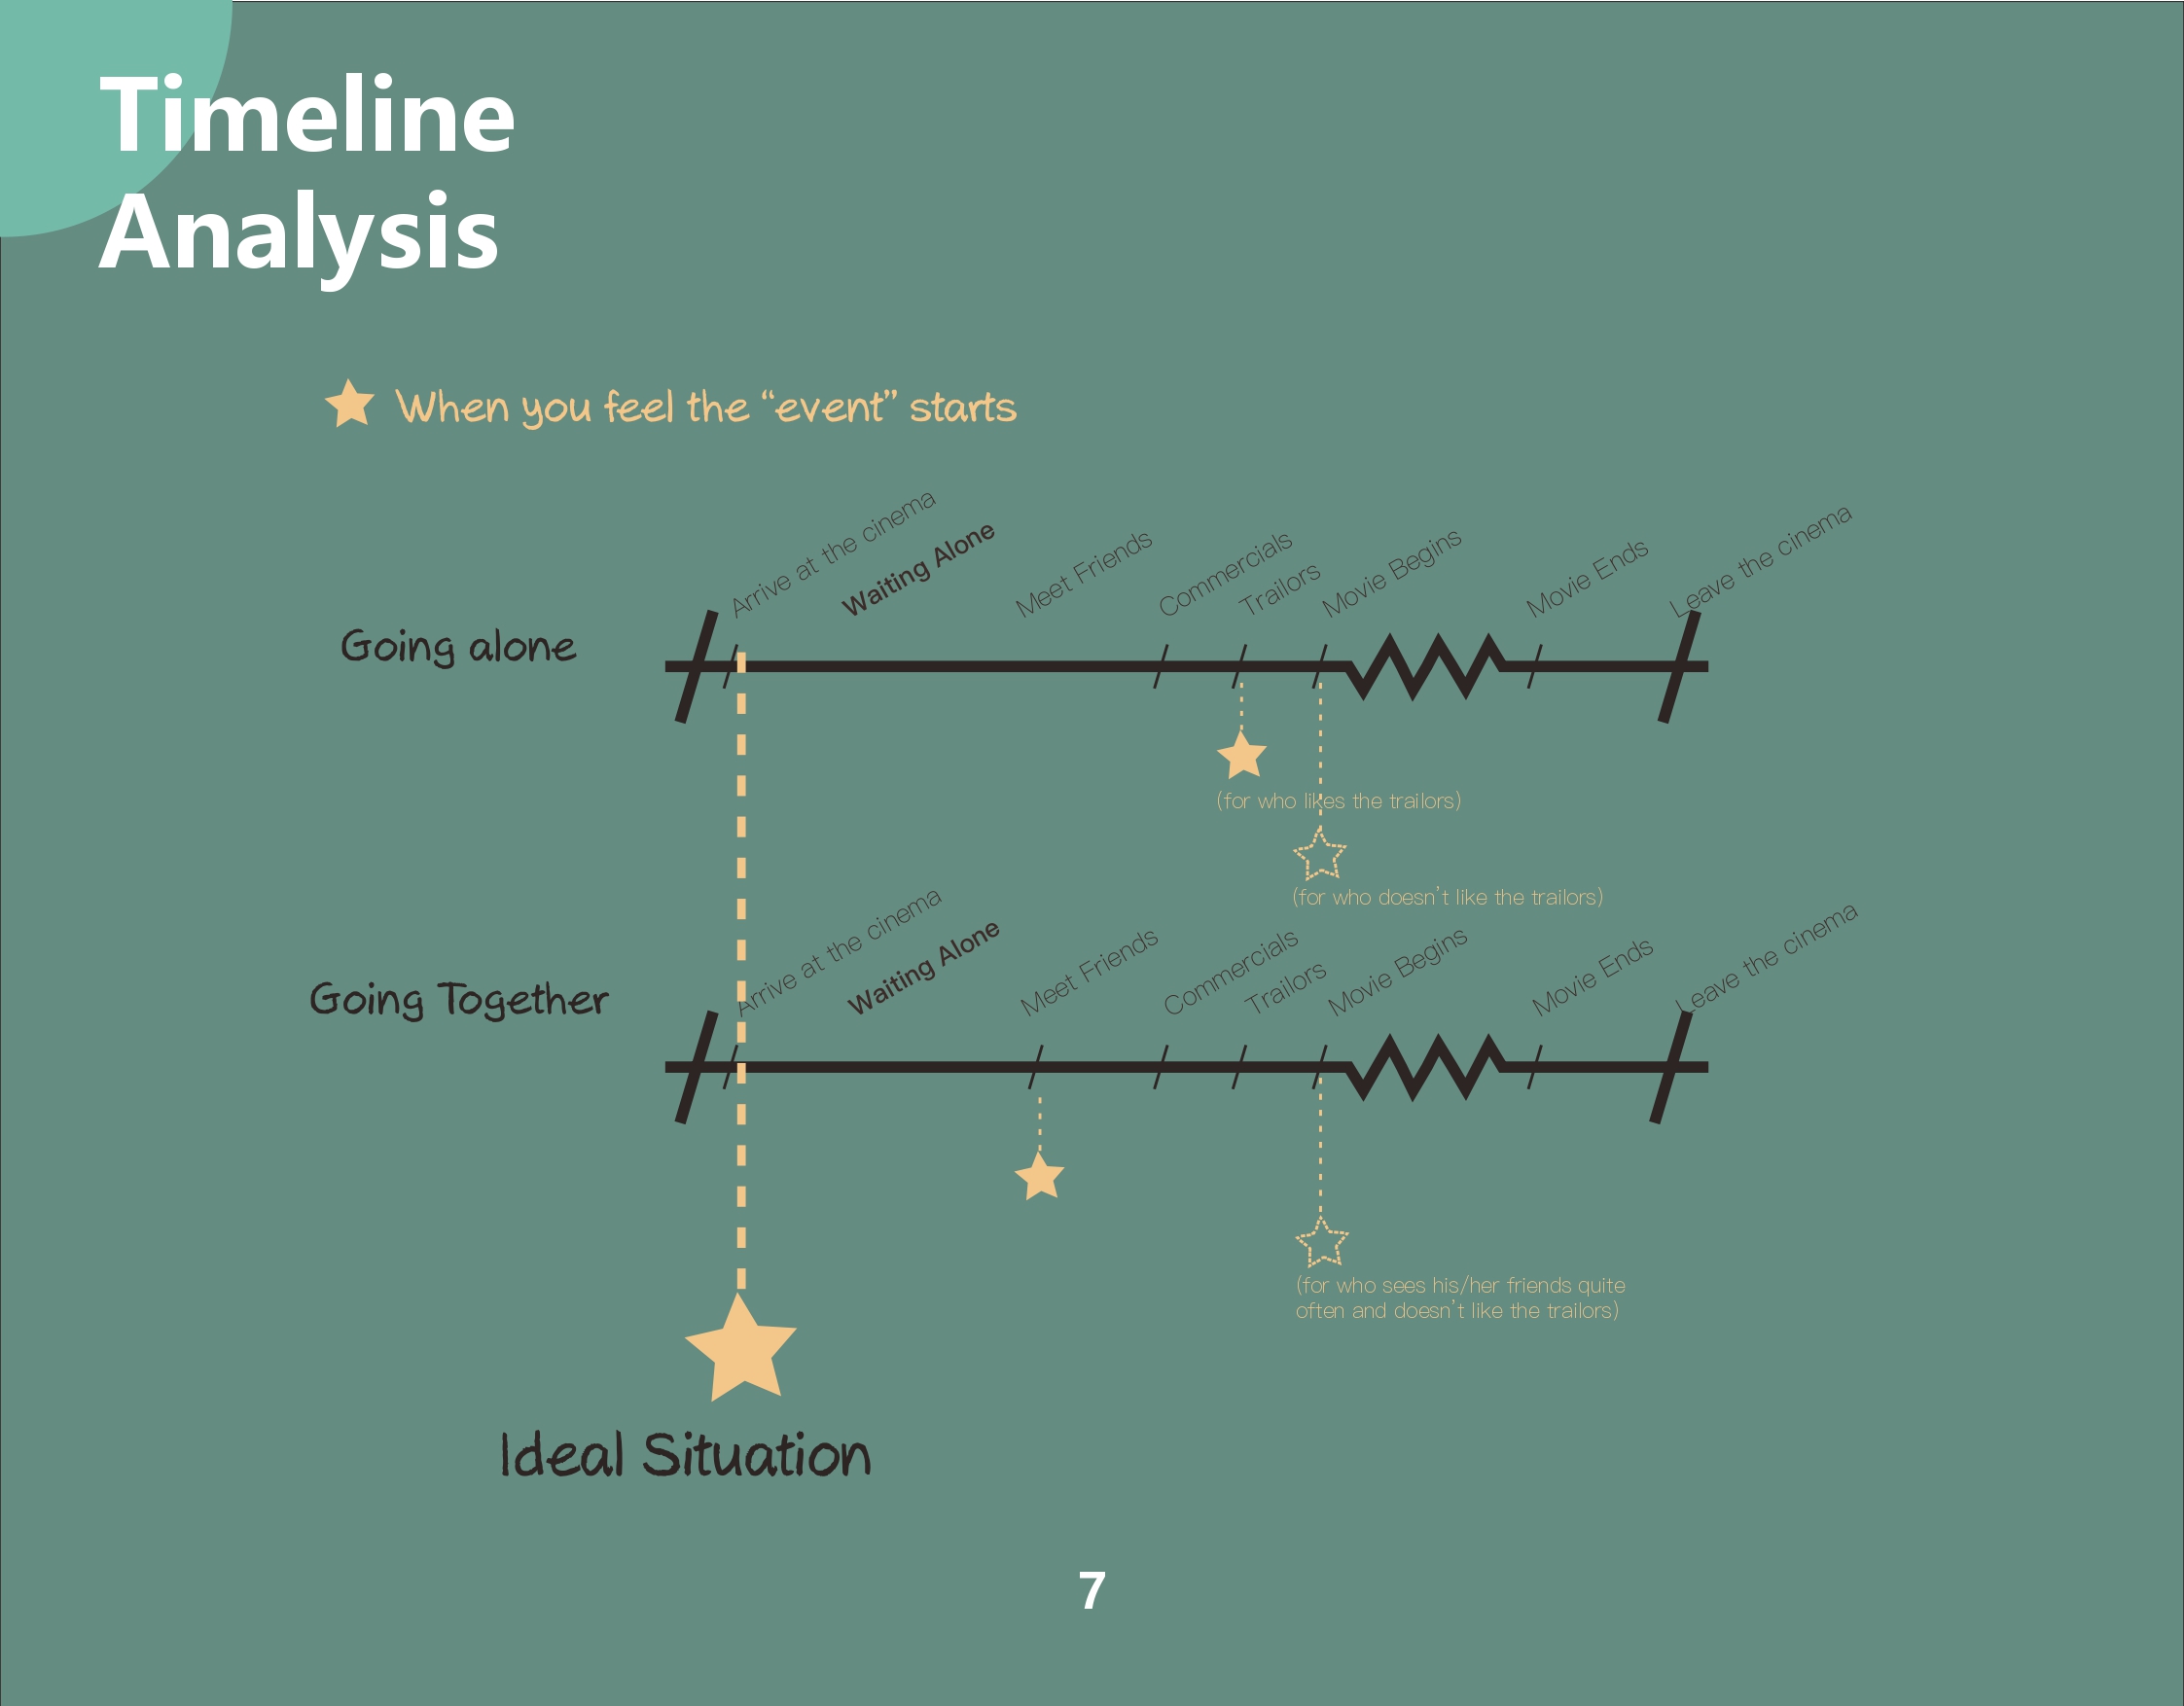 Timeline
Analysis
When you feel the “event” starts
Arrive at the cinema
Waiting Alone
Meet Friends
Commercials
Trailors
Movie Begins
Movie Ends
Leave the cinema
Going alone
(for who likes the trailors)
(for who doesn’t like the trailors)
Arrive at the cinema
Waiting Alone
Meet Friends
Commercials
Trailors
Movie Begins
Movie Ends
Leave the cinema
Going Together
(for who sees his/her friends quite
often and doesn’t like the trailors)
Ideal Situation
7